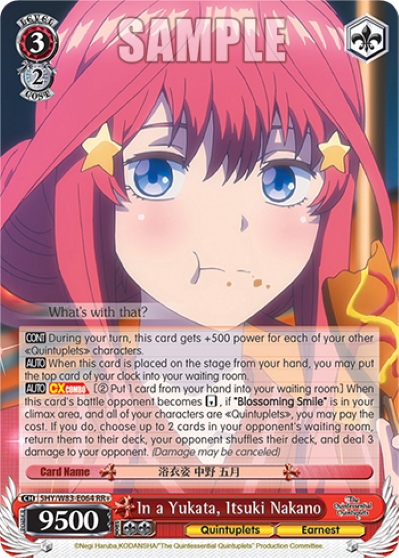 SAMPLE
LEVEL
3
2
COST
What's with that?
CONT During your turn, this card gets +500 power for each of your other
«Quintuplets» characters.
AUTO When this card is placed on the stage from your hand, you may put
the top card of your clock into your waiting room.
AUTO CX COMBO [② Put 1 card from your hand into your waiting room] When
this card's battle opponent becomes, if "Blossoming Smile" is in your
climax area, and all of your characters are «Quintuplets», you may pay the
cost. If you do, choose up to 2 cards in your opponent's waiting room,
return them to their deck, your opponent shuffles their deck, and deal 3
damage to your opponent. (Damage may be canceled)
Card Name 浴衣姿 中野 五月
CH 5HY/W83-E064 RR+
9500
In a Yukata, Itsuki Nakano
The Quintessential Quintuplets
Quintuplets Earnest
©Negi Haruba,KODANSHA/"The Quintessential Quintuplets" Production Committee